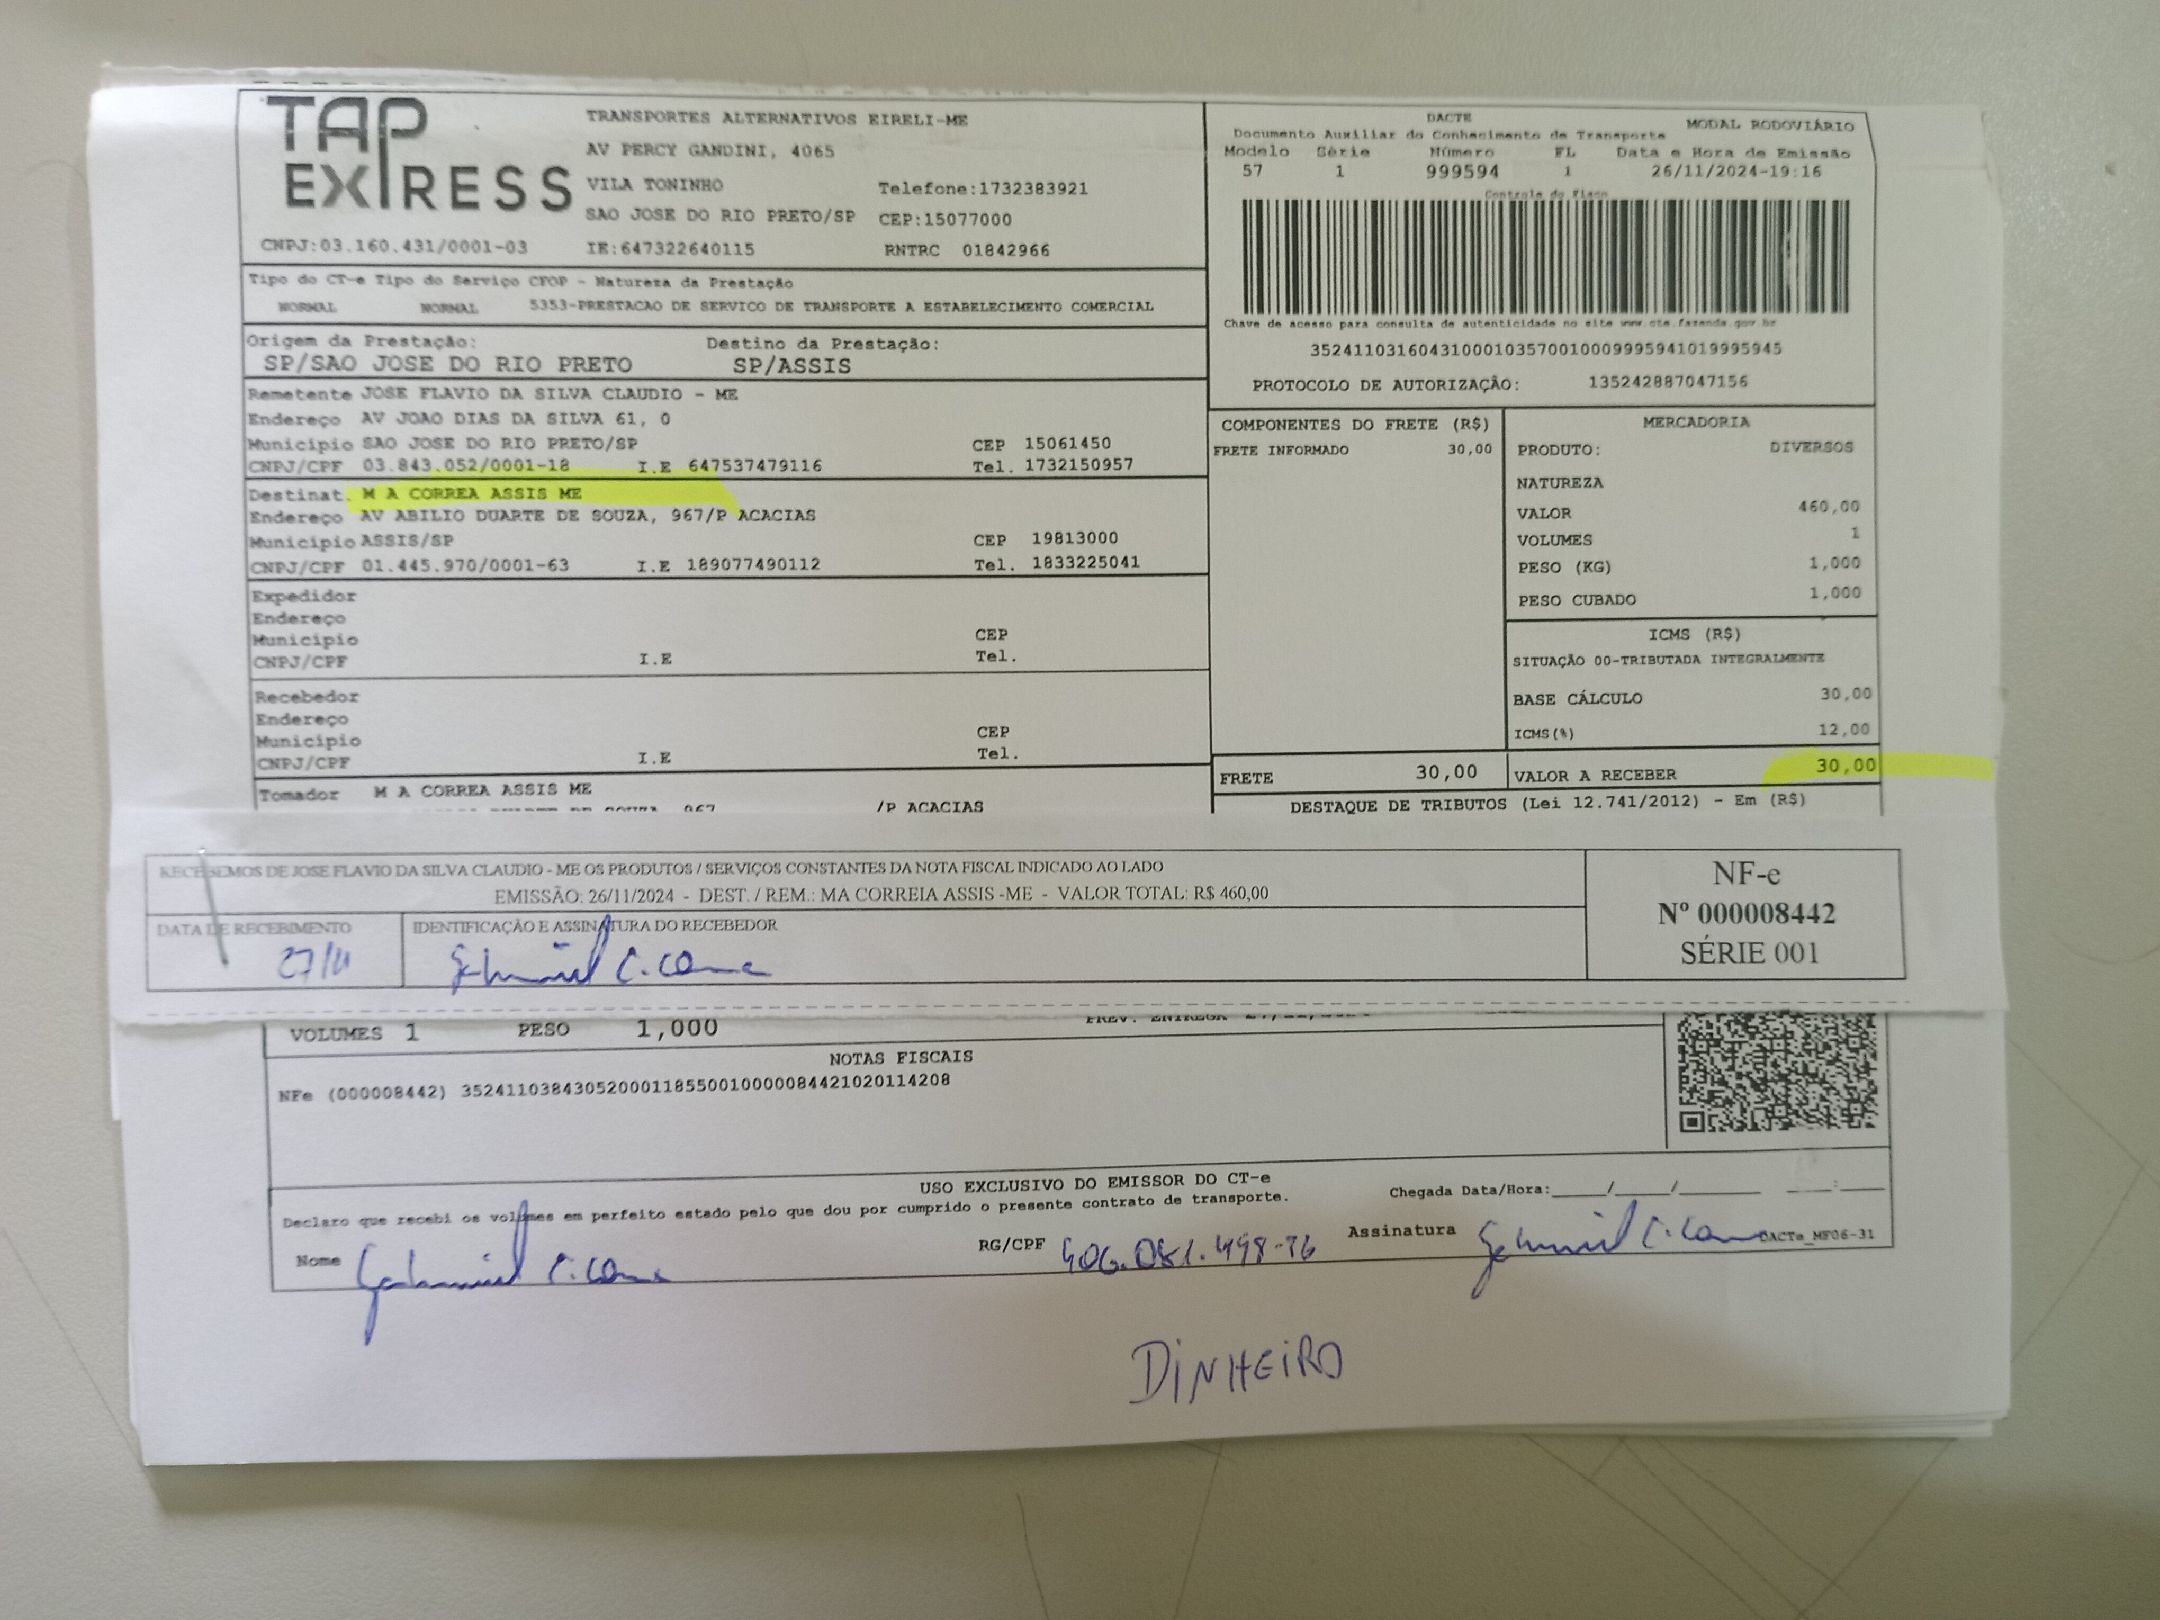 TAP EXPRESS
TRANSPORTES ALTERNATIVOS EIRELI-ME
AV PERCY GANDINI, 4065
VILA TONINHO Telefone:1732383921
SAO JOSE DO RIO PRETO/SP CEP:15077000
CNPJ:03.160.431/0001-03 IE:647322640115 RNTRC 01842966
DACTE MODAL RODOVIÁRIO
Documento Auxiliar do Conhecimento de Transporte
Modelo Série Número FL Data e Hora de Emissão
57 1 999594 1 26/11/2024-19:16
Controle do Fisco
Chave de acesso para consulta de autenticidade no site www.cte.fazenda.gov.br
35241103160431000103570010009995941019995945
PROTOCOLO DE AUTORIZAÇÃO: 135242887047156
Tipo do CT-e Tipo do Serviço CFOP - Natureza da Prestação
NORMAL NORMAL 5353-PRESTACAO DE SERVICO DE TRANSPORTE A ESTABELECIMENTO COMERCIAL
Origem da Prestação: Destino da Prestação:
SP/SAO JOSE DO RIO PRETO SP/ASSIS
Remetente JOSE FLAVIO DA SILVA CLAUDIO - ME
Endereço AV JOAO DIAS DA SILVA 61, 0
Municipio SAO JOSE DO RIO PRETO/SP CEP 15061450
CNPJ/CPF 03.843.052/0001-18 I.E 647537479116 Tel. 1732150957
Destinat. M A CORREA ASSIS ME
Endereço AV ABILIO DUARTE DE SOUZA, 967/P ACACIAS
Municipio ASSIS/SP CEP 19813000
CNPJ/CPF 01.445.970/0001-63 I.E 189077490112 Tel. 1833225041
Expedidor
Endereço
Municipio CEP
CNPJ/CPF I.E Tel.
Recebedor
Endereço
Municipio CEP
CNPJ/CPF I.E Tel.
Tomador M A CORREA ASSIS ME
967 /P ACACIAS
COMPONENTES DO FRETE (R$)
FRETE INFORMADO 30,00
MERCADORIA
PRODUTO: DIVERSOS
NATUREZA
VALOR 460,00
VOLUMES 1
PESO (KG) 1,000
PESO CUBADO 1,000
ICMS (R$)
SITUAÇÃO 00-TRIBUTADA INTEGRALMENTE
BASE CÁLCULO 30,00
ICMS(%) 12,00
FRETE 30,00 VALOR A RECEBER 30,00
DESTAQUE DE TRIBUTOS (Lei 12.741/2012) - Em (R$)
RECEBEMOS DE JOSE FLAVIO DA SILVA CLAUDIO - ME OS PRODUTOS / SERVIÇOS CONSTANTES DA NOTA FISCAL INDICADO AO LADO
EMISSÃO: 26/11/2024 - DEST. / REM.: MA CORREIA ASSIS -ME - VALOR TOTAL: R$ 460,00
DATA DE RECEBIMENTO IDENTIFICAÇÃO E ASSINATURA DO RECEBEDOR
27/11
NF-e
Nº 000008442
SÉRIE 001
VOLUMES 1 PESO 1,000 PREV. ENTREGA
NOTAS FISCAIS
NFe (000008442) 35241103843052000118550010000084421020114208
USO EXCLUSIVO DO EMISSOR DO CT-e
Declaro que recebi os volumes em perfeito estado pelo que dou por cumprido o presente contrato de transporte.
Chegada Data/Hora:_____/_____/_______ ____:____
Nome RG/CPF 406.081.498-76 Assinatura DACTe_MF06-31
DINHEIRO